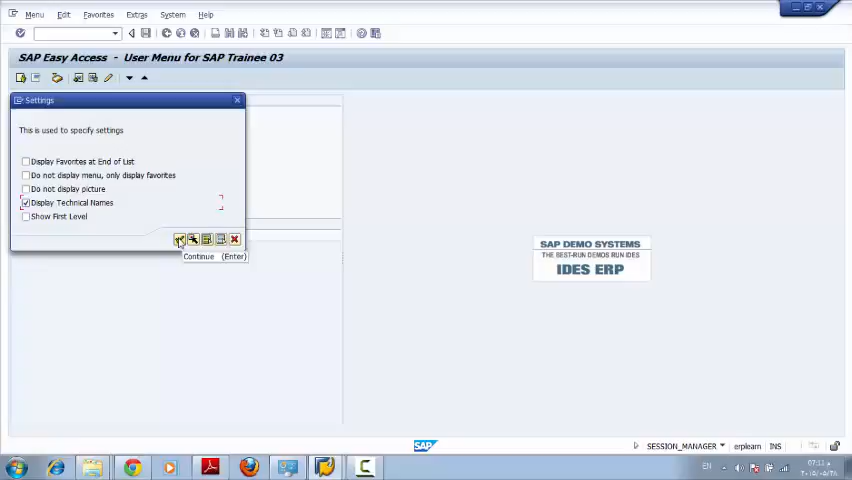 Menu Edit Favorites Extras System Help
SAP Easy Access - User Menu for SAP Trainee 03
Settings
This is used to specify settings
Display Favorites at End of List
Do not display menu, only display favorites
Do not display picture
Display Technical Names
Show First Level
Continue (Enter)
SAP DEMO SYSTEMS
THE BEST-RUN DEMOS RUN IDES
IDES ERP
SAP
SESSION_MANAGER erplearn INS
EN